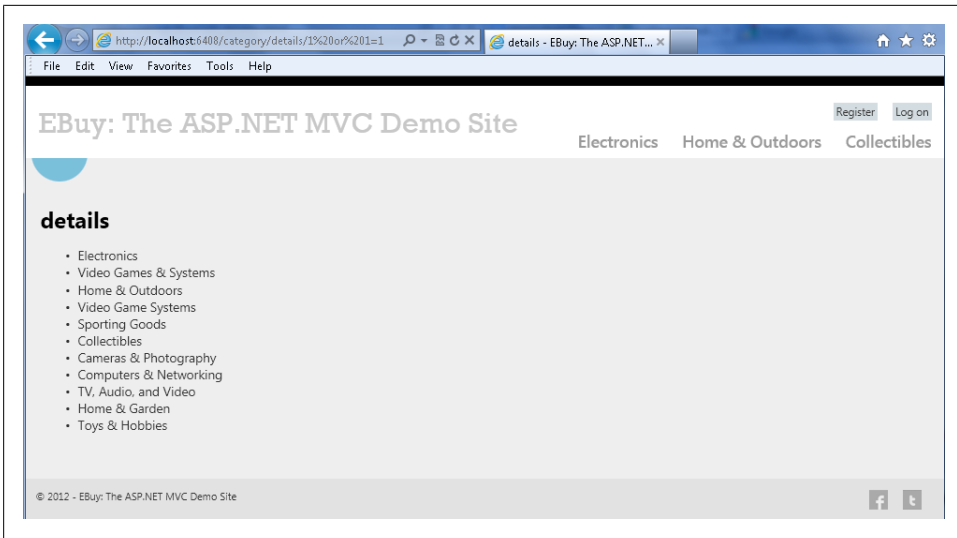 http://localhost:6408/category/details/1%20or%201=1
details - EBuy: The ASP.NET...
File Edit View Favorites Tools Help
EBuy: The ASP.NET MVC Demo Site
Register Log on
Electronics Home & Outdoors Collectibles
details
• Electronics
• Video Games & Systems
• Home & Outdoors
• Video Game Systems
• Sporting Goods
• Collectibles
• Cameras & Photography
• Computers & Networking
• TV, Audio, and Video
• Home & Garden
• Toys & Hobbies
© 2012 - EBuy: The ASP.NET MVC Demo Site
f t